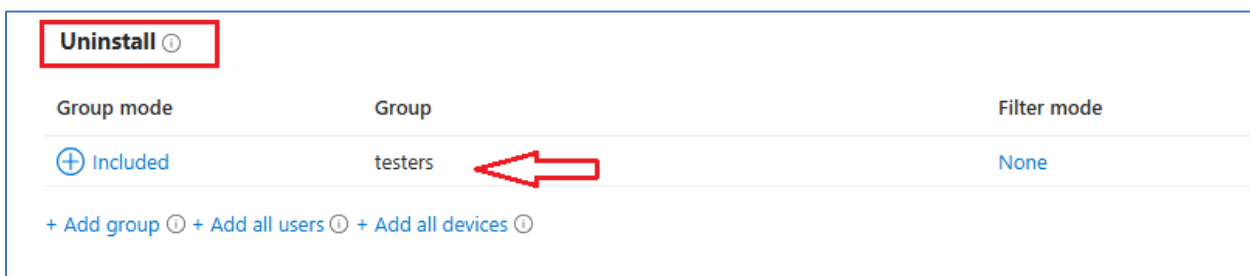 Uninstall
Group mode Group Filter mode
Included testers None
+ Add group + Add all users + Add all devices